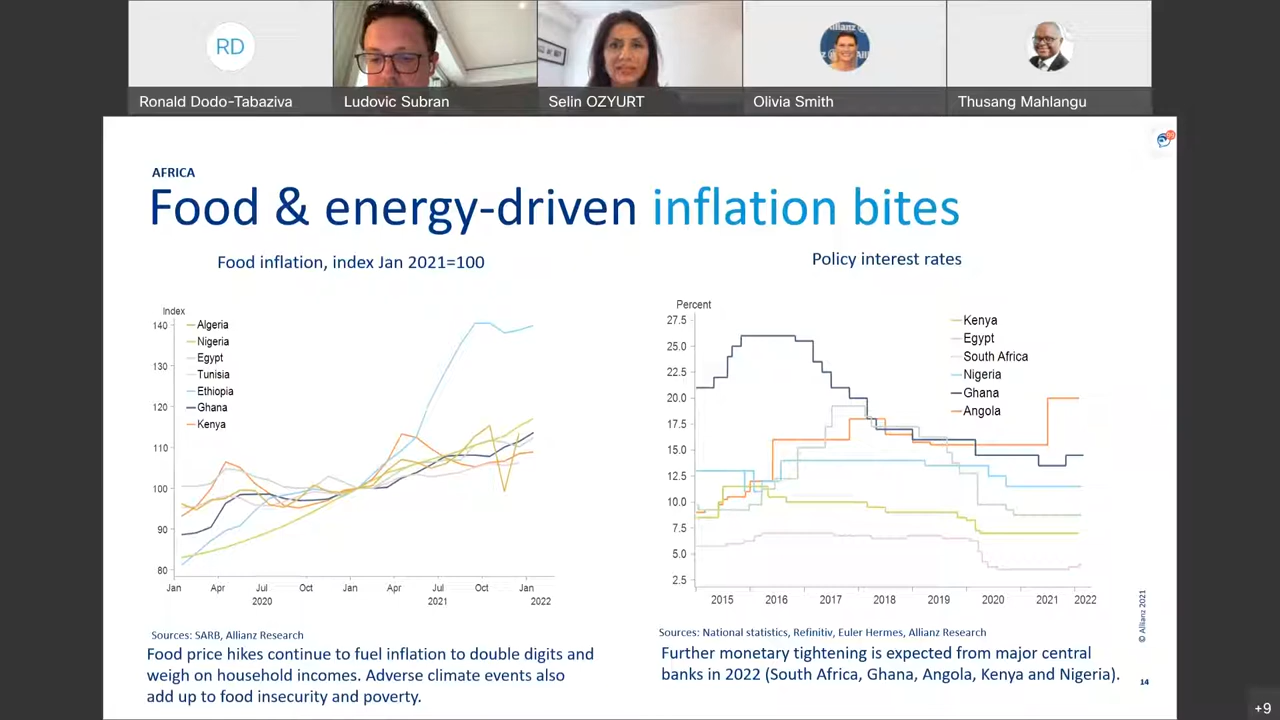 RD
Ronald Dodo-Tabaziva
Ludovic Subran
Selin OZYURT
Olivia Smith
Thusang Mahlangu
AFRICA
Food & energy-driven inflation bites
Food inflation, index Jan 2021=100
Index
140
130
120
110
100
90
80
Algeria
Nigeria
Egypt
Tunisia
Ethiopia
Ghana
Kenya
Jan Apr Jul Oct Jan Apr Jul Oct Jan
2020 2021 2022
Sources: SARB, Allianz Research
Food price hikes continue to fuel inflation to double digits and
weigh on household incomes. Adverse climate events also
add up to food insecurity and poverty.
Policy interest rates
Percent
27.5
25.0
22.5
20.0
17.5
15.0
12.5
10.0
7.5
5.0
2.5
Kenya
Egypt
South Africa
Nigeria
Ghana
Angola
2015 2016 2017 2018 2019 2020 2021 2022
Sources: National statistics, Refinitiv, Euler Hermes, Allianz Research
Further monetary tightening is expected from major central
banks in 2022 (South Africa, Ghana, Angola, Kenya and Nigeria).
© Allianz 2021
14
+9